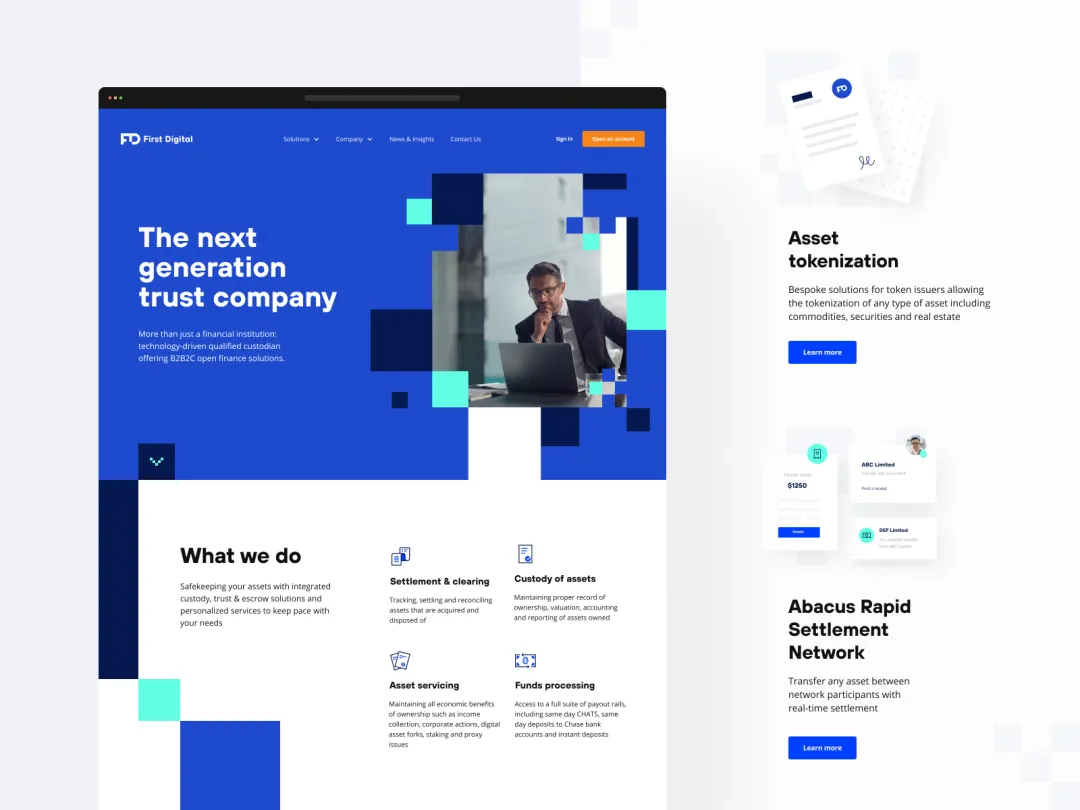 First Digital
Solutions
Company
News & Insights
Contact Us
Sign In
Open an account
The next
generation
trust company
More than just a financial institution:
technology-driven qualified custodian
offering B2B2C open finance solutions.
What we do
Safekeeping your assets with integrated
custody, trust & escrow solutions and
personalized services to keep pace with
your needs
Settlement & clearing
Tracking, settling and reconciling
assets that are acquired and
disposed of
Custody of assets
Maintaining proper record of
ownership, valuation, accounting
and reporting of assets owned
Asset servicing
Maintaining all economic benefits
of ownership such as income
collection, corporate actions, digital
asset forks, staking and proxy
issues
Funds processing
Access to a full suite of payout rails,
including same day CHATS, same
day deposits to Chase bank
accounts and instant deposits
FD
Asset
tokenization
Bespoke solutions for token issuers allowing
the tokenization of any type of asset including
commodities, securities and real estate
Learn more
$1250
ABC Limited
Print a receipt
DEF Limited
Abacus Rapid
Settlement
Network
Transfer any asset between
network participants with
real-time settlement
Learn more